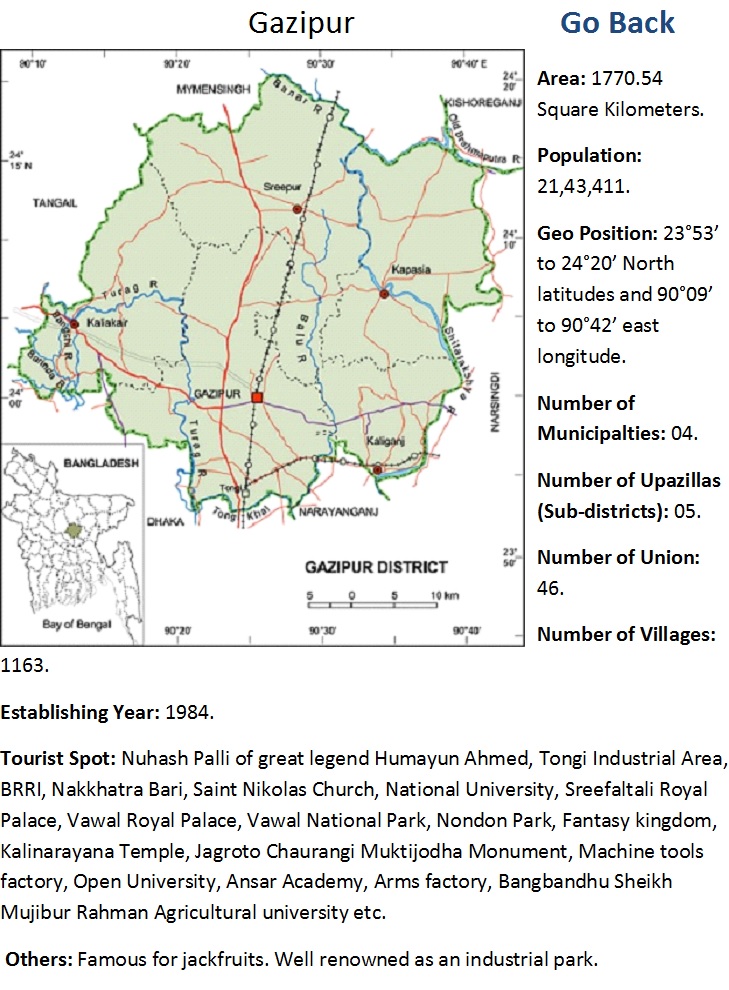 Gazipur
Go Back
90°10'
90°20'
90°30'
90°40' E
24°
20'
MYMENSINGH
Banar R
KISHOREGANJ
Old Brahmaputra R
24°
15' N
Sreepur
TANGAIL
24°
10'
Kapasia
Turag R
Kaliakair
Bangshi R
Balu R
Shitalakshya R
24°
00'
GAZIPUR
NARSINGDI
Turag R
Kaliganj
BANGLADESH
Tongi
DHAKA
Tongi Khal
NARAYANGANJ
23°
50'
GAZIPUR DISTRICT
5 0 5 10 km
Bay of Bengal
90°20'
90°30'
90°40'
Area: 1770.54
Square Kilometers.
Population:
21,43,411.
Geo Position: 23°53’
to 24°20’ North
latitudes and 90°09’
to 90°42’ east
longitude.
Number of
Municipalties: 04.
Number of Upazillas
(Sub-districts): 05.
Number of Union:
46.
Number of Villages:
1163.
Establishing Year: 1984.
Tourist Spot: Nuhash Palli of great legend Humayun Ahmed, Tongi Industrial Area,
BRRI, Nakkhatra Bari, Saint Nikolas Church, National University, Sreefaltali Royal
Palace, Vawal Royal Palace, Vawal National Park, Nondon Park, Fantasy kingdom,
Kalinarayana Temple, Jagroto Chaurangi Muktijodha Monument, Machine tools
factory, Open University, Ansar Academy, Arms factory, Bangbandhu Sheikh
Mujibur Rahman Agricultural university etc.
Others: Famous for jackfruits. Well renowned as an industrial park.